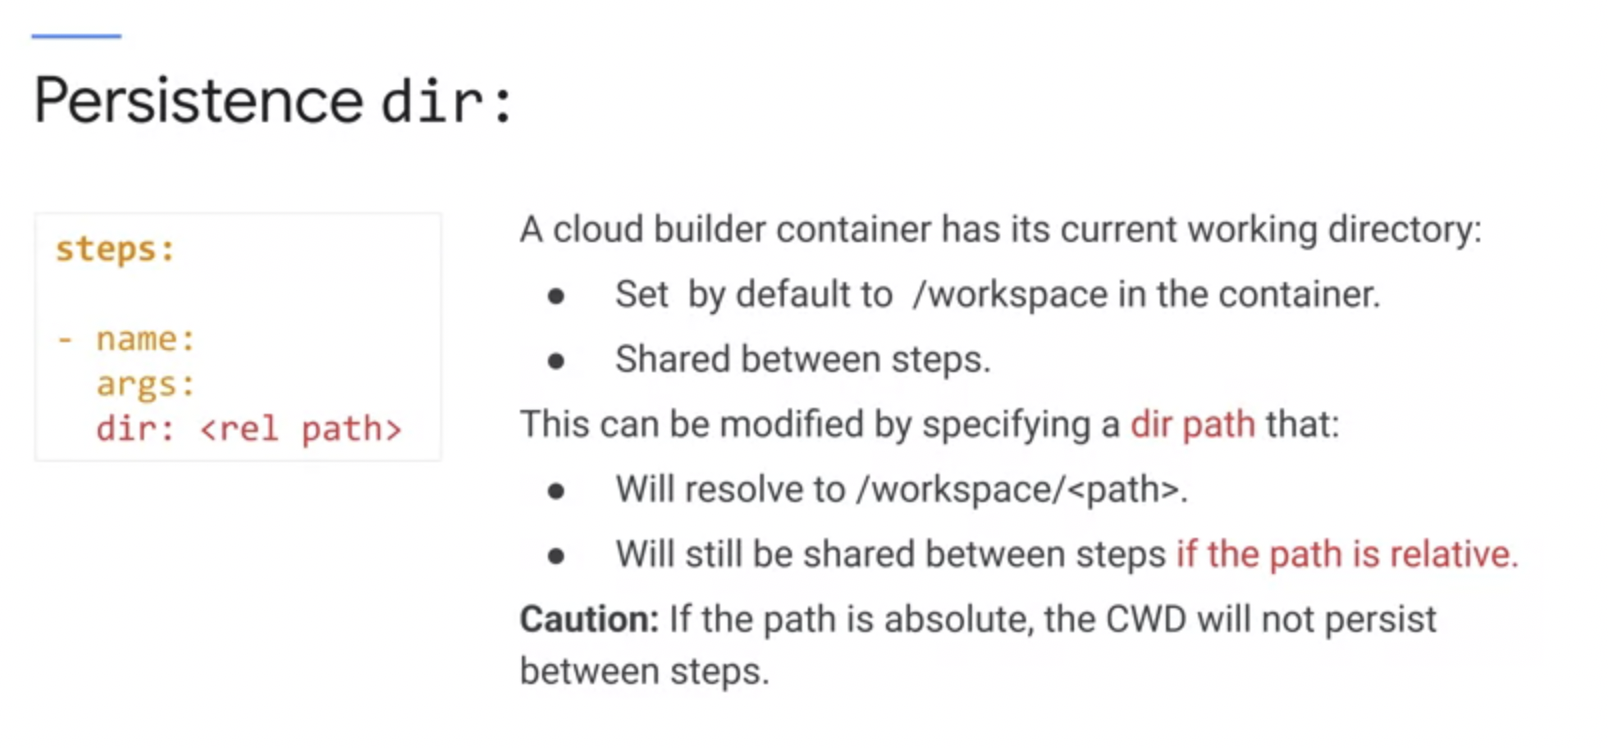 Persistence dir:
steps:
- name:
args:
dir: <rel path>
A cloud builder container has its current working directory:
● Set by default to /workspace in the container.
● Shared between steps.
This can be modified by specifying a dir path that:
● Will resolve to /workspace/<path>.
● Will still be shared between steps if the path is relative.
Caution: If the path is absolute, the CWD will not persist
between steps.